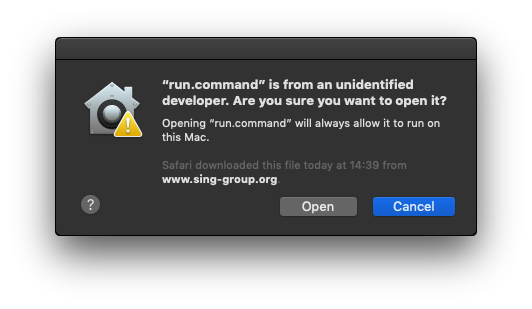 “run.command” is from an unidentified
developer. Are you sure you want to open it?
Opening “run.command” will always allow it to run on
this Mac.
Safari downloaded this file today at 14:39 from
www.sing-group.org.
?
Open
Cancel